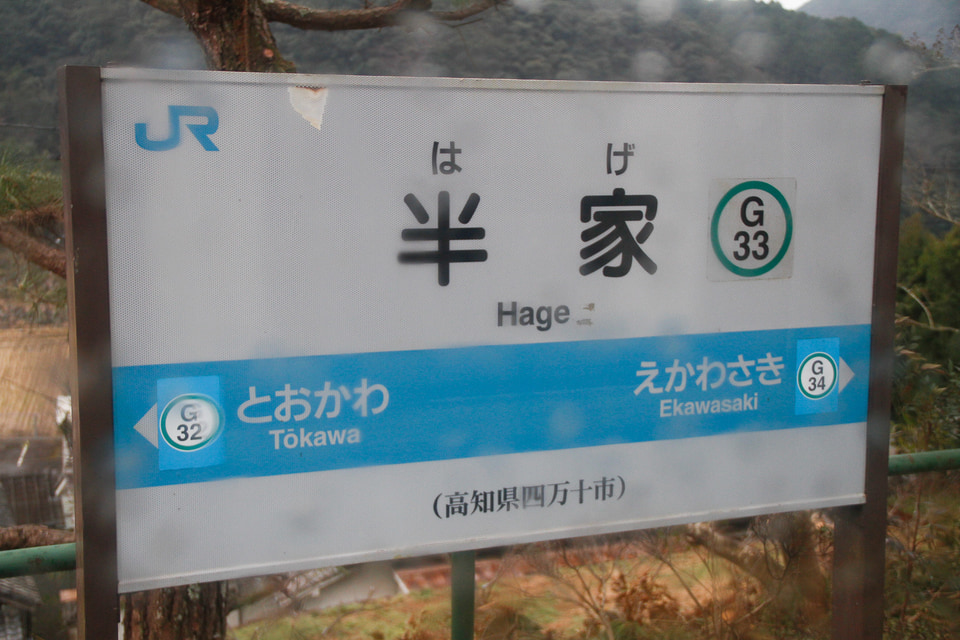 JR
は げ
半 家
G
33
Hage
G
32
とおかわ
Tōkawa
えかわさき
Ekawasaki
G
34
(高知県四万十市)